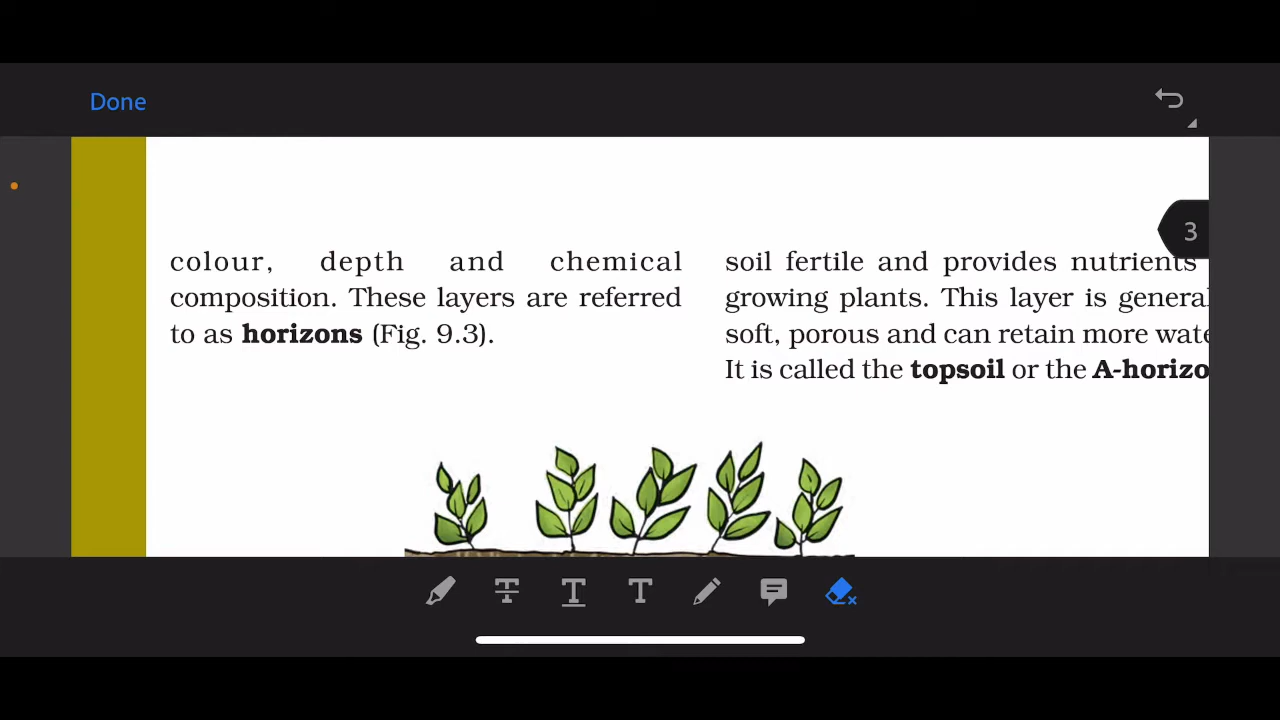 Done
3
colour, depth and chemical
composition. These layers are referred
to as horizons (Fig. 9.3).
soil fertile and provides nutrients
growing plants. This layer is general
soft, porous and can retain more wate
It is called the topsoil or the A-horizo
T
T
T